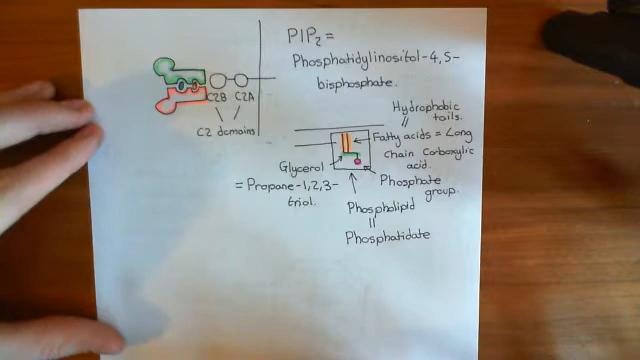 PIP2 =
Phosphatidylinositol-4,5-
bisphosphate.
C2B C2A
C2 domains
Hydrophobic
tails.
=
Fatty acids = Long
chain Carboxylic
acid.
Glycerol
= Propane-1,2,3-
triol.
Phosphate
group.
Phospholipid
=
Phosphatidate